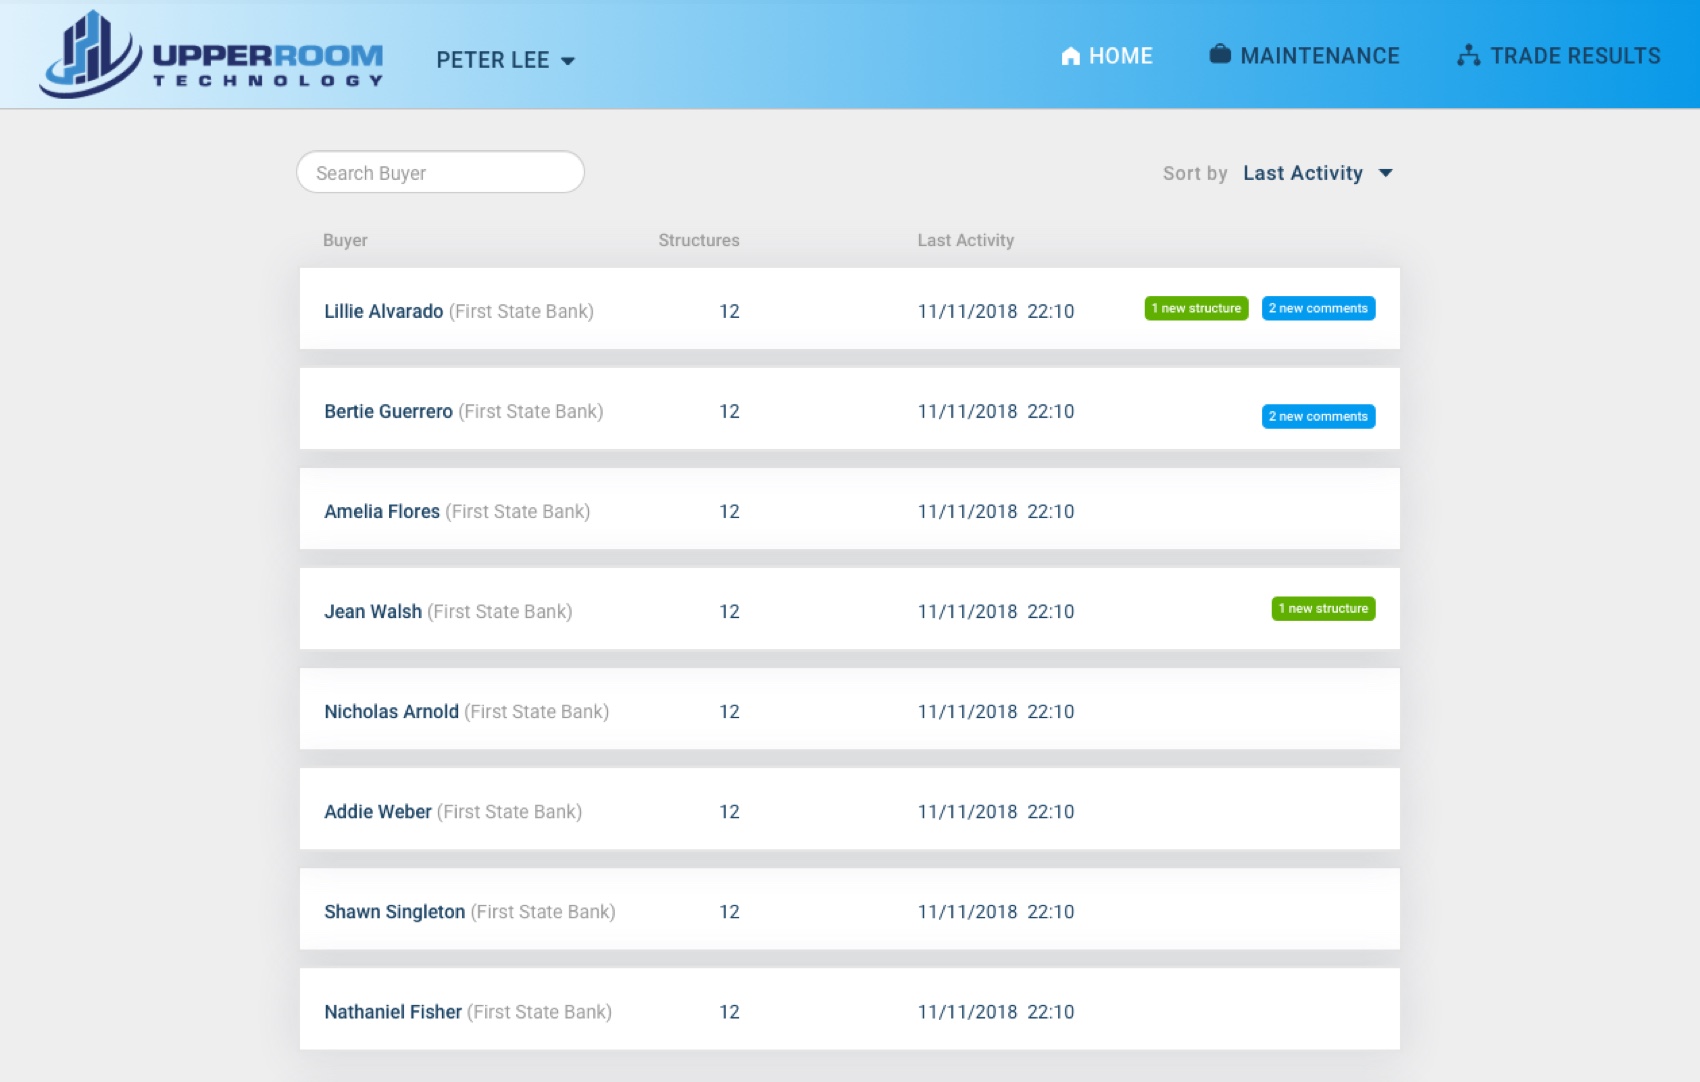 UPPERROOM
TECHNOLOGY
PETER LEE
HOME
MAINTENANCE
TRADE RESULTS
Search Buyer
Sort by Last Activity
Buyer Structures Last Activity
Lillie Alvarado (First State Bank) 12 11/11/2018 22:10 1 new structure 2 new comments
Bertie Guerrero (First State Bank) 12 11/11/2018 22:10 2 new comments
Amelia Flores (First State Bank) 12 11/11/2018 22:10
Jean Walsh (First State Bank) 12 11/11/2018 22:10 1 new structure
Nicholas Arnold (First State Bank) 12 11/11/2018 22:10
Addie Weber (First State Bank) 12 11/11/2018 22:10
Shawn Singleton (First State Bank) 12 11/11/2018 22:10
Nathaniel Fisher (First State Bank) 12 11/11/2018 22:10